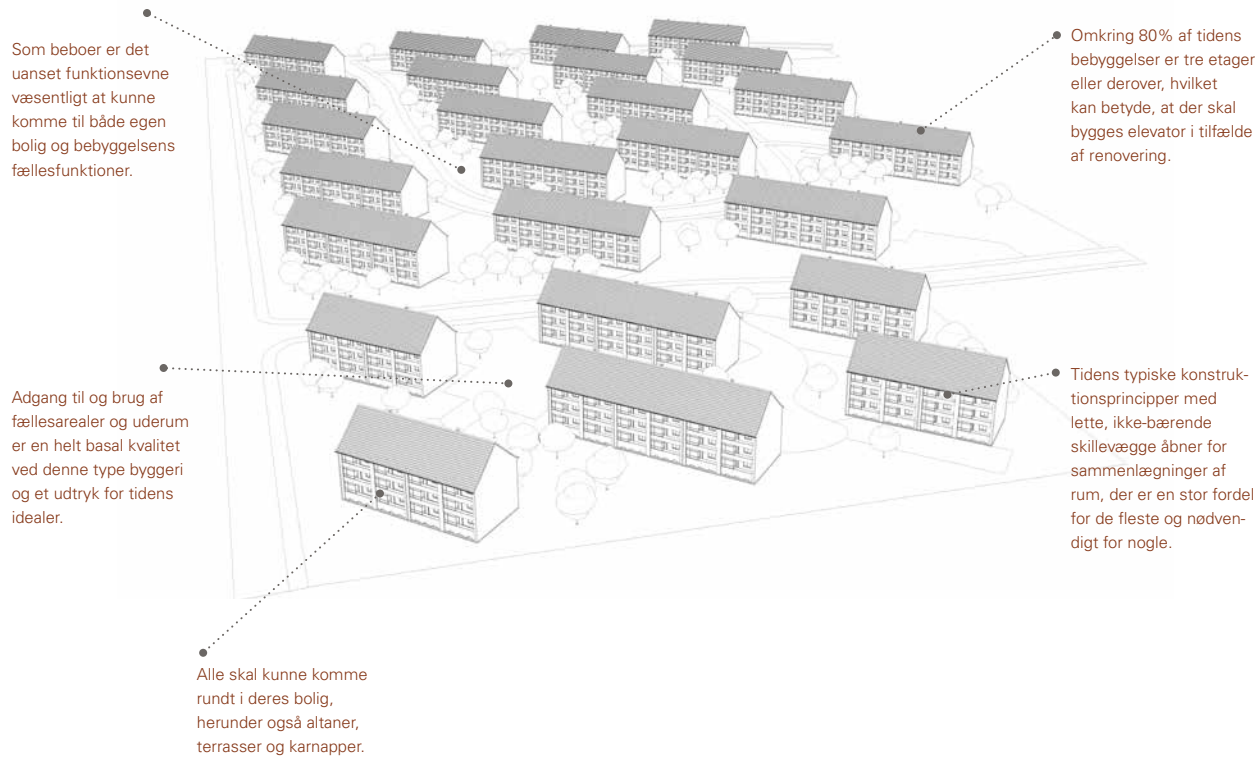 Som beboer er det
uanset funktionsevne
væsentligt at kunne
komme til både egen
bolig og bebyggelsens
fællesfunktioner.
Omkring 80% af tidens
bebyggelser er tre etager
eller derover, hvilket
kan betyde, at der skal
bygges elevator i tilfælde
af renovering.
Adgang til og brug af
fællesarealer og uderum
er en helt basal kvalitet
ved denne type byggeri
og et udtryk for tidens
idealer.
Tidens typiske konstruk-
tionsprincipper med
lette, ikke-bærende
skillevægge åbner for
sammenlægninger af
rum, der er en stor fordel
for de fleste og nødven-
digt for nogle.
Alle skal kunne komme
rundt i deres bolig,
herunder også altaner,
terrasser og karnapper.